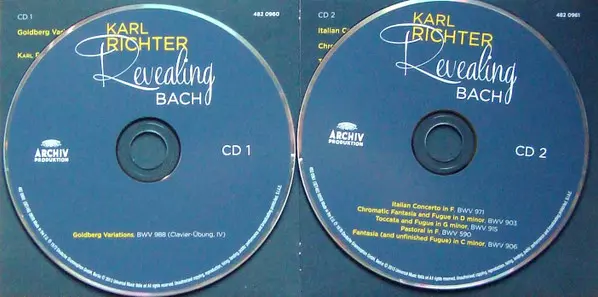 CD 1
482 0960
Goldberg Vari
KARL R
KARL
RICHTER
Revealing
BACH
ARCHIV
PRODUKTION
CD 1
Goldberg Variations, BWV 988 (Clavier-Übung, IV)
CD 2
482 0961
Italian Conce
Chro
T
KARL
RICHTER
Revealing
BACH
ARCHIV
PRODUKTION
CD 2
Italian Concerto in F, BWV 971
Chromatic Fantasia and Fugue in D minor, BWV 903
Toccata and Fugue in G minor, BWV 915
Pastoral in F, BWV 590
Fantasia (and unfinished Fugue) in C minor, BWV 906